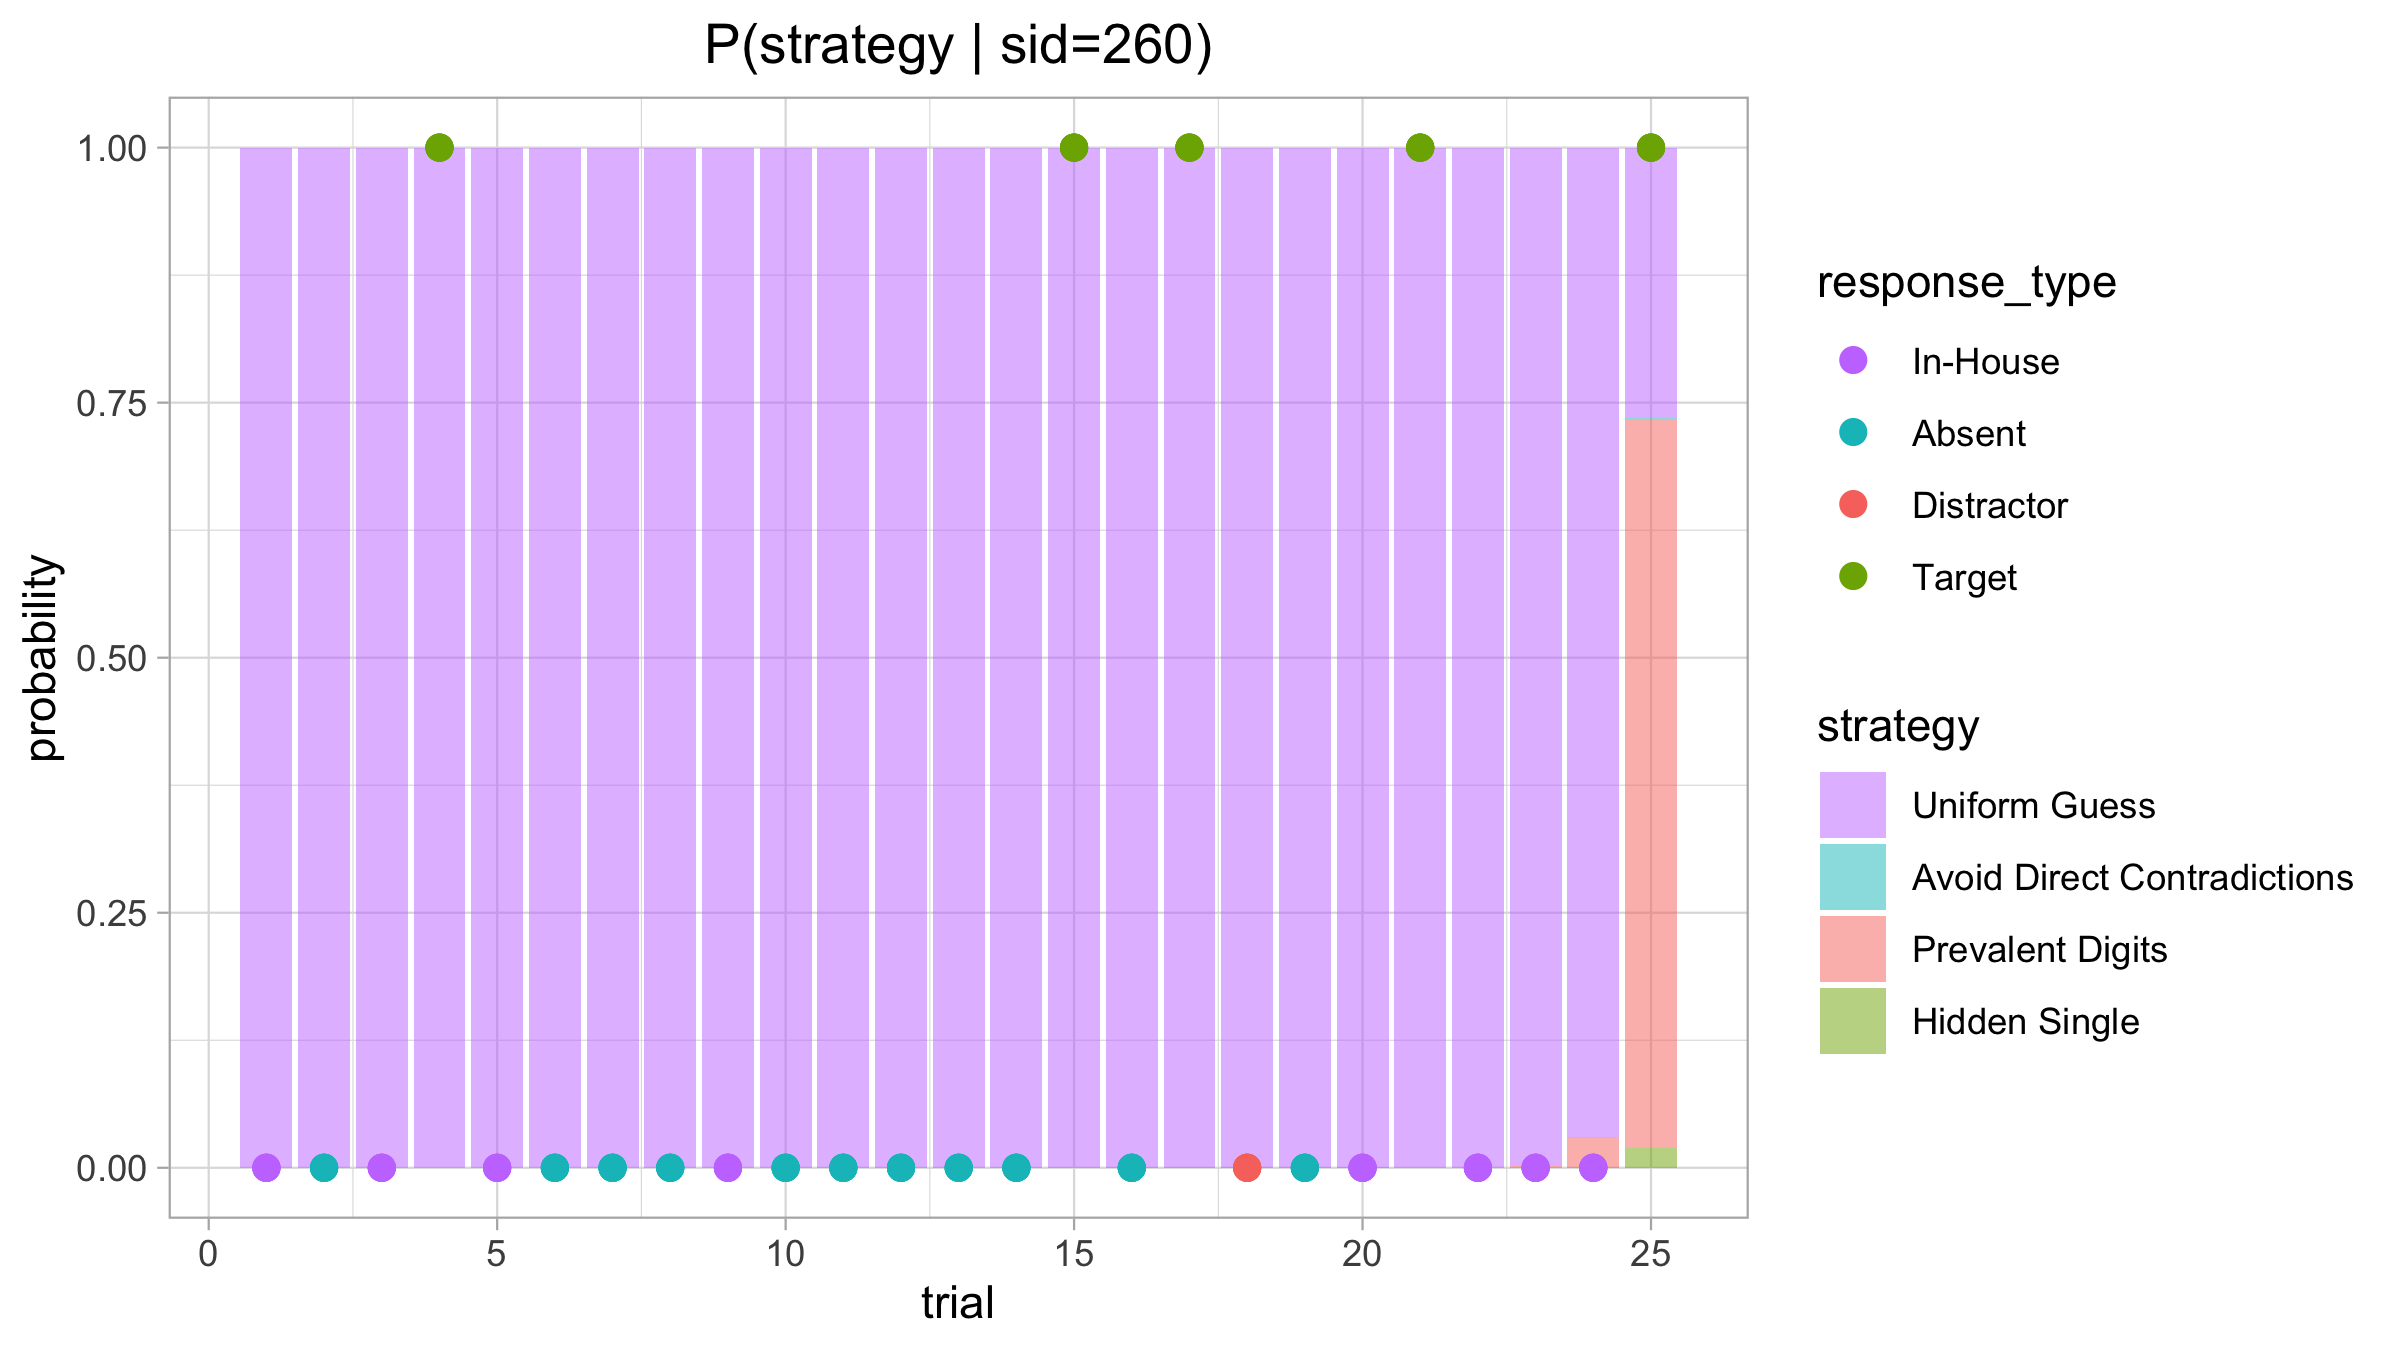 P(strategy | sid=260)
probability
1.00
0.75
0.50
0.25
0.00
0
5
10
15
20
25
trial
response_type
In-House
Absent
Distractor
Target
strategy
Uniform Guess
Avoid Direct Contradictions
Prevalent Digits
Hidden Single